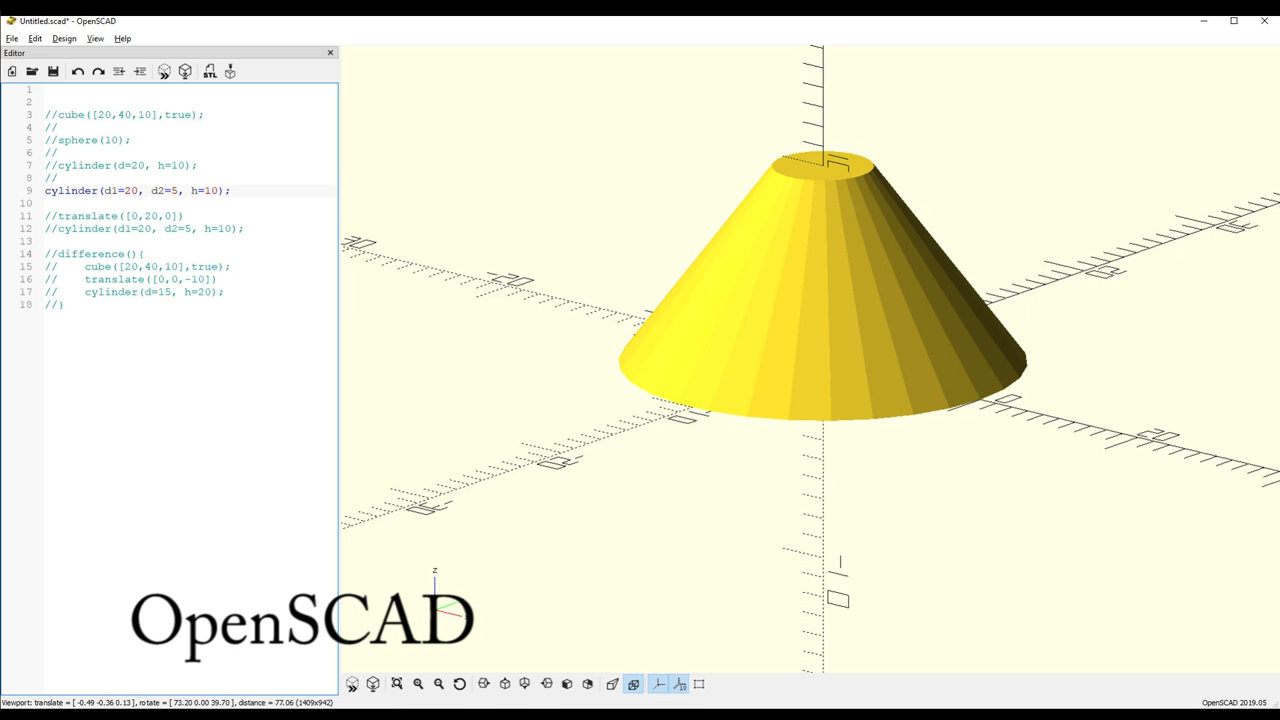 Untitled.scad* - OpenSCAD
File Edit Design View Help
Editor
STL
1
2
3 //cube([20,40,10],true);
4 //
5 //sphere(10);
6 //
7 //cylinder(d=20, h=10);
8 //
9 cylinder(d1=20, d2=5, h=10);
10
11 //translate([0,20,0])
12 //cylinder(d1=20, d2=5, h=10);
13
14 //difference(){
15 //    cube([20,40,10],true);
16 //    translate([0,0,-10])
17 //    cylinder(d=15, h=20);
18 //}
z
OpenSCAD
10
Viewport: translate = [ -0.49 -0.36 0.13 ], rotate = [ 73.20 0.00 39.70 ], distance = 77.06 (1409x942)
OpenSCAD 2019.05